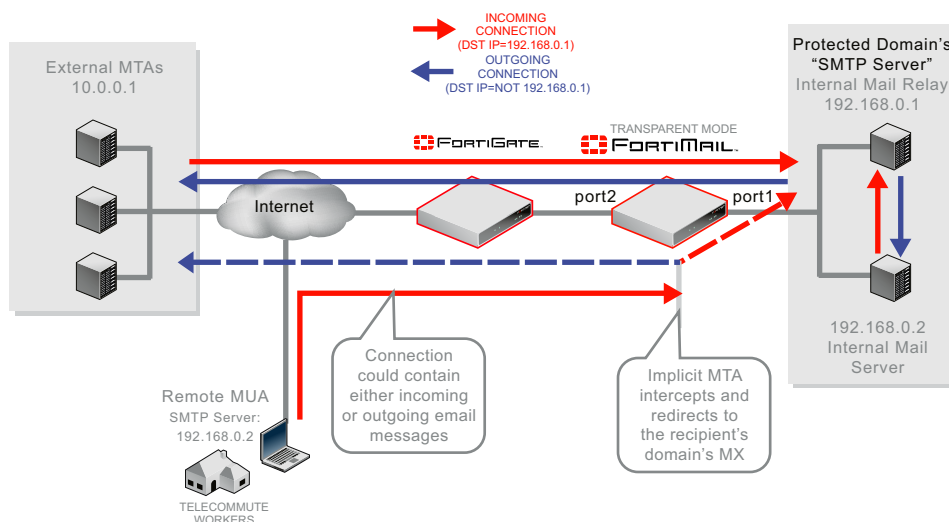 INCOMING
CONNECTION
(DST IP=192.168.0.1)
OUTGOING
CONNECTION
(DST IP=NOT 192.168.0.1)
External MTAs
10.0.0.1
Protected Domain's
“SMTP Server”
Internal Mail Relay
192.168.0.1
FORTIGATE
TRANSPARENT MODE
FORTIMAIL
Internet
port2
port1
Connection
could contain
either incoming
or outgoing email
messages
Implicit MTA
intercepts and
redirects to
the recipient's
domain's MX
192.168.0.2
Internal Mail
Server
Remote MUA
SMTP Server:
192.168.0.2
TELECOMMUTE
WORKERS